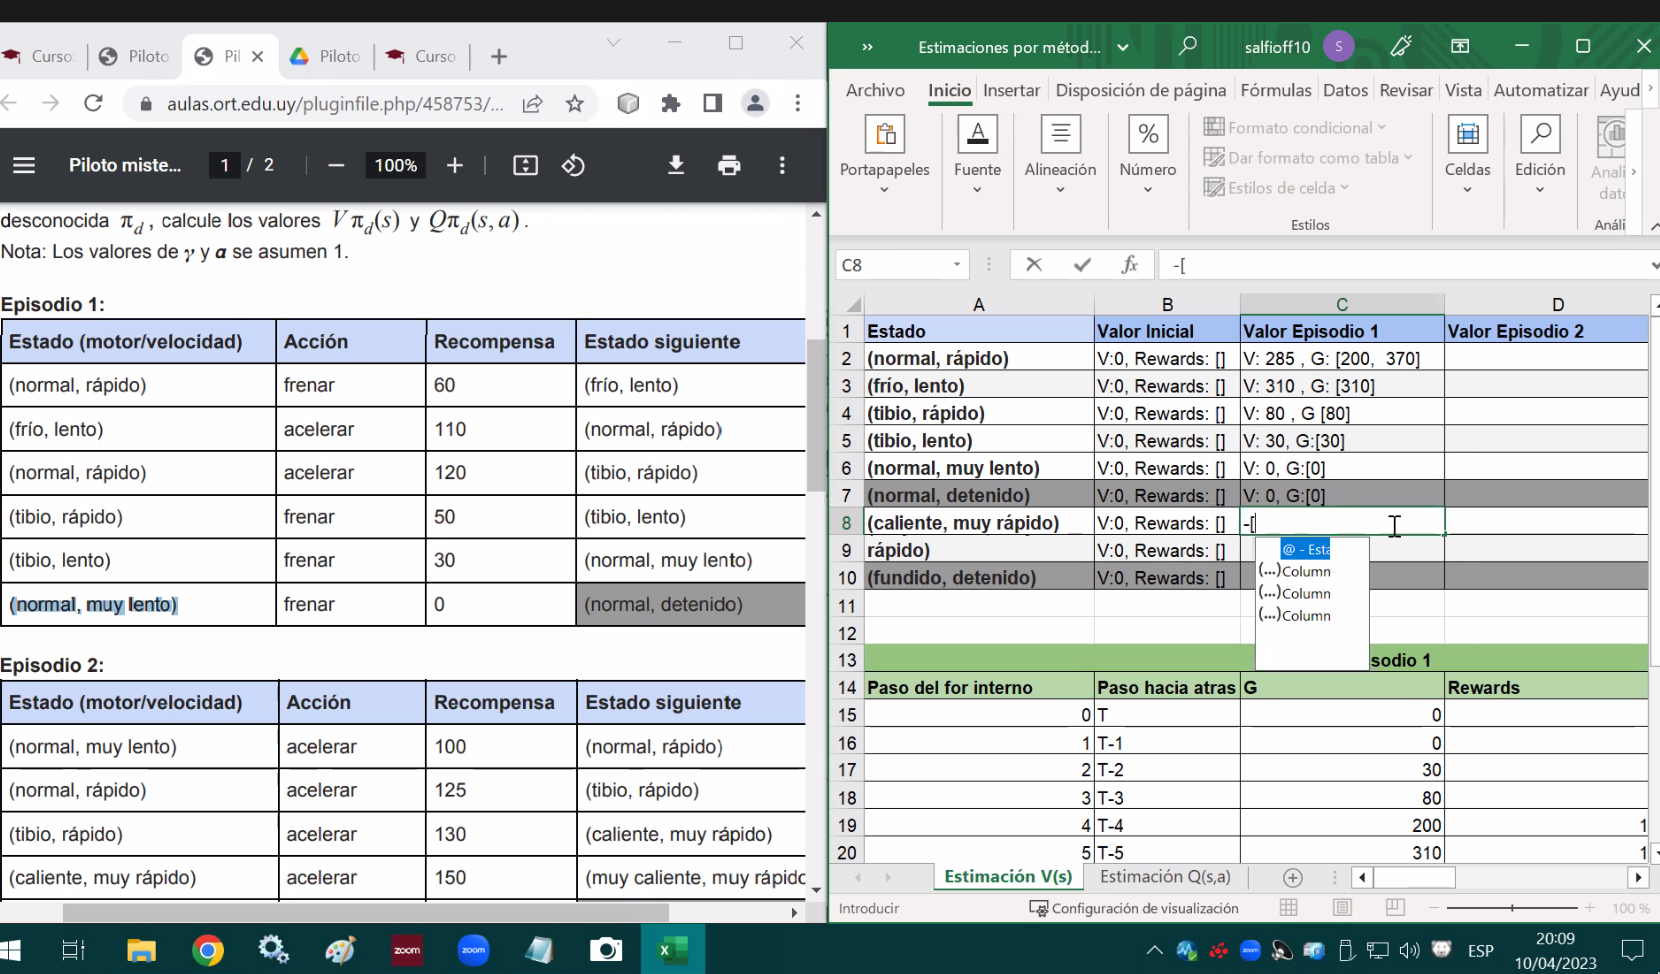 Curso:
Piloto
Pil
Piloto
Curso:
aulas.ort.edu.uy/pluginfile.php/458753/...
Piloto miste...
1 / 2
100%
desconocida πd , calcule los valores Vπd(s) y Qπd(s, a) .
Nota: Los valores de γ y α se asumen 1.
Episodio 1:
Estado (motor/velocidad) Acción Recompensa Estado siguiente
(normal, rápido) frenar 60 (frío, lento)
(frío, lento) acelerar 110 (normal, rápido)
(normal, rápido) acelerar 120 (tibio, rápido)
(tibio, rápido) frenar 50 (tibio, lento)
(tibio, lento) frenar 30 (normal, muy lento)
(normal, muy lento) frenar 0 (normal, detenido)
Episodio 2:
Estado (motor/velocidad) Acción Recompensa Estado siguiente
(normal, muy lento) acelerar 100 (normal, rápido)
(normal, rápido) acelerar 125 (tibio, rápido)
(tibio, rápido) acelerar 130 (caliente, muy rápido)
(caliente, muy rápido) acelerar 150 (muy caliente, muy rápido
Estimaciones por métod...
salfioff10
S
Archivo Inicio Insertar Disposición de página Fórmulas Datos Revisar Vista Automatizar Ayud
Portapapeles
Fuente
Alineación
Número
Formato condicional
Dar formato como tabla
Estilos de celda
Estilos
Celdas
Edición
Anali
dat
Análi
C8
fx
-[
A B C D
1 Estado Valor Inicial Valor Episodio 1 Valor Episodio 2
2 (normal, rápido) V:0, Rewards: [] V: 285 , G: [200, 370]
3 (frío, lento) V:0, Rewards: [] V: 310 , G: [310]
4 (tibio, rápido) V:0, Rewards: [] V: 80 , G [80]
5 (tibio, lento) V:0, Rewards: [] V: 30, G:[30]
6 (normal, muy lento) V:0, Rewards: [] V: 0, G:[0]
7 (normal, detenido) V:0, Rewards: [] V: 0, G:[0]
8 (caliente, muy rápido) V:0, Rewards: [] -[
9 rápido) V:0, Rewards: []
10 (fundido, detenido) V:0, Rewards: []
@ - Esta
(...)Column
(...)Column
(...)Column
11
12
13 sodio 1
14 Paso del for interno Paso hacia atras G Rewards
15 0 T 0
16 1 T-1 0
17 2 T-2 30
18 3 T-3 80
19 4 T-4 200 1
20 5 T-5 310 1
Estimación V(s) Estimación Q(s,a)
Introducir
Configuración de visualización
100 %
zoom
zoom
zoom
ESP
20:09
10/04/2023